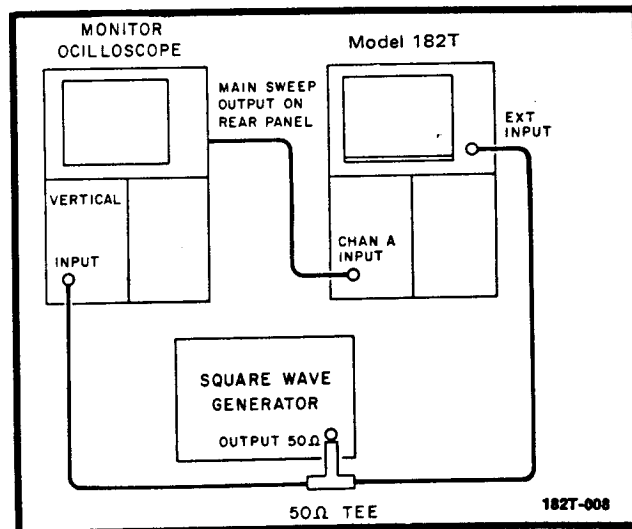 MONITOR
OCILLOSCOPE
Model 182T
MAIN SWEEP
OUTPUT ON
REAR PANEL
EXT
INPUT
VERTICAL
INPUT
CHAN A
INPUT
SQUARE WAVE
GENERATOR
OUTPUT 50Ω
50Ω TEE
182T-008